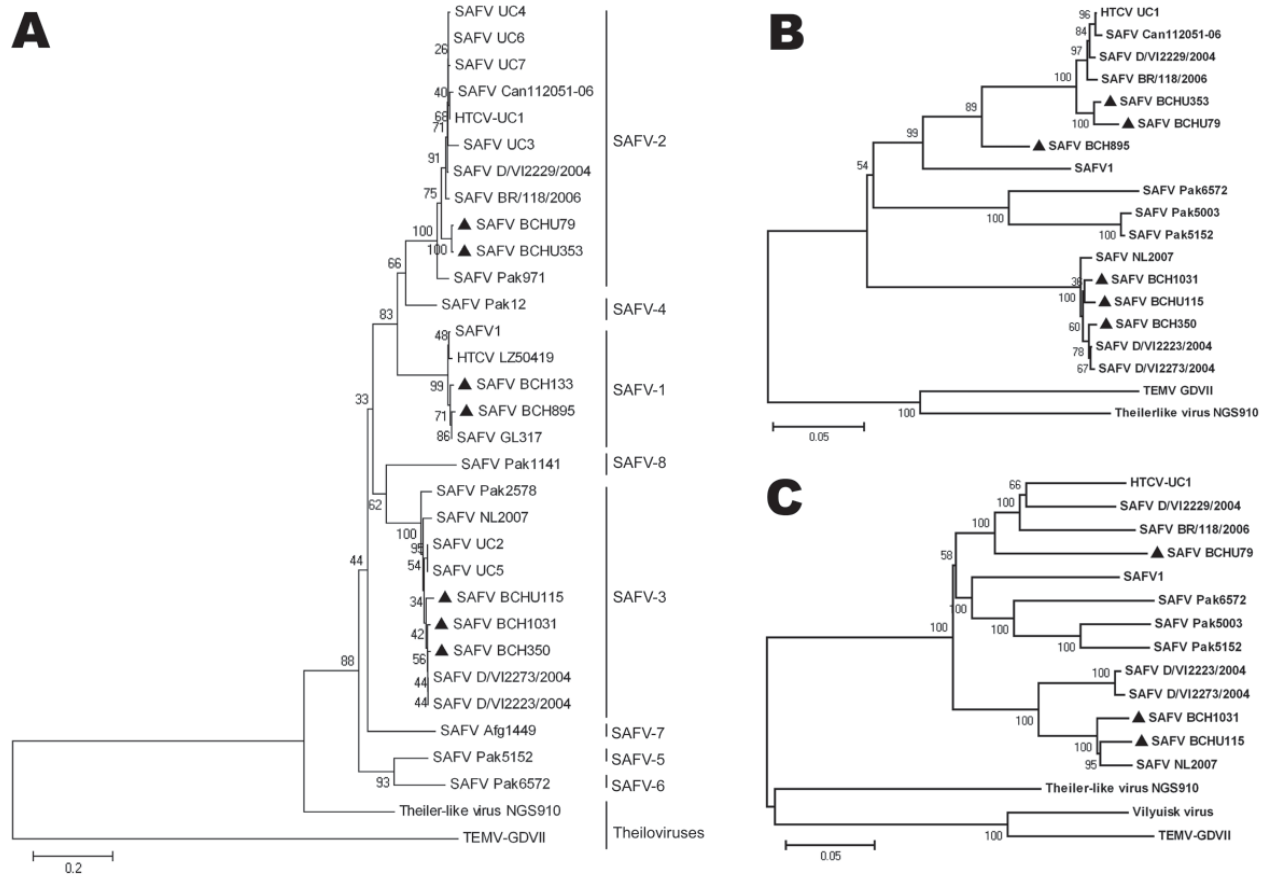 A
SAFV UC4
SAFV UC6
26
SAFV UC7
40
SAFV Can112051-06
68
HTCV-UC1
71
SAFV UC3
SAFV-2
91
SAFV D/VI2229/2004
75
SAFV BR/118/2006
▲ SAFV BCHU79
100
100
▲ SAFV BCHU353
66
SAFV Pak971
83
SAFV Pak12
SAFV-4
SAFV1
48
HTCV LZ50419
99
▲ SAFV BCH133
SAFV-1
33
71
▲ SAFV BCH895
86
SAFV GL317
SAFV Pak1141
SAFV-8
62
SAFV Pak2578
100
SAFV NL2007
95
SAFV UC2
54
SAFV UC5
44
34
▲ SAFV BCHU115
SAFV-3
42
▲ SAFV BCH1031
56
▲ SAFV BCH350
88
44
SAFV D/VI2273/2004
44
SAFV D/VI2223/2004
SAFV Afg1449
SAFV-7
SAFV Pak5152
SAFV-5
93
SAFV Pak6572
SAFV-6
Theiler-like virus NGS910
Theiloviruses
TEMV-GDVII
0.2
B
96
HTCV UC1
84
SAFV Can112051-06
97
SAFV D/VI2229/2004
100
SAFV BR/118/2006
89
▲ SAFV BCHU353
100
▲ SAFV BCHU79
99
▲ SAFV BCH895
54
SAFV1
SAFV Pak6572
100
SAFV Pak5003
100
SAFV Pak5152
SAFV NL2007
▲ SAFV BCH1031
100
▲ SAFV BCHU115
60
▲ SAFV BCH350
78
SAFV D/VI2223/2004
67
SAFV D/VI2273/2004
TEMV GDVII
100
Theilerlike virus NGS910
0.05
C
66
HTCV-UC1
100
SAFV D/VI2229/2004
100
SAFV BR/118/2006
58
▲ SAFV BCHU79
SAFV1
100
SAFV Pak6572
100
100
SAFV Pak5003
100
SAFV Pak5152
100
SAFV D/VI2223/2004
SAFV D/VI2273/2004
100
▲ SAFV BCH1031
100
▲ SAFV BCHU115
95
SAFV NL2007
Theiler-like virus NGS910
Vilyuisk virus
100
TEMV-GDVII
0.05